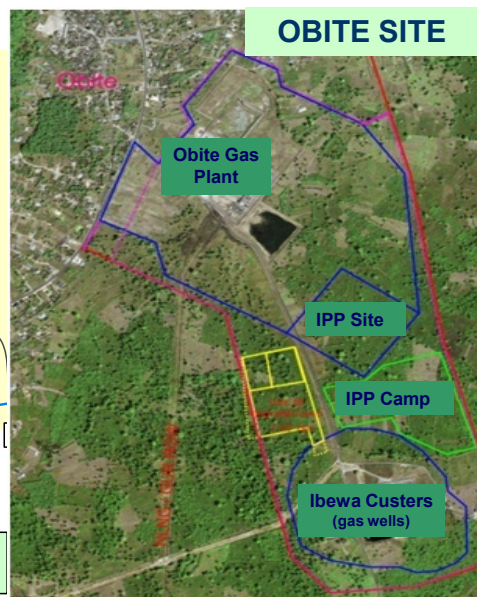 OBITE SITE
Obite
Obite Gas
Plant
IPP Site
IPP Camp
Ibewa Custers
(gas wells)